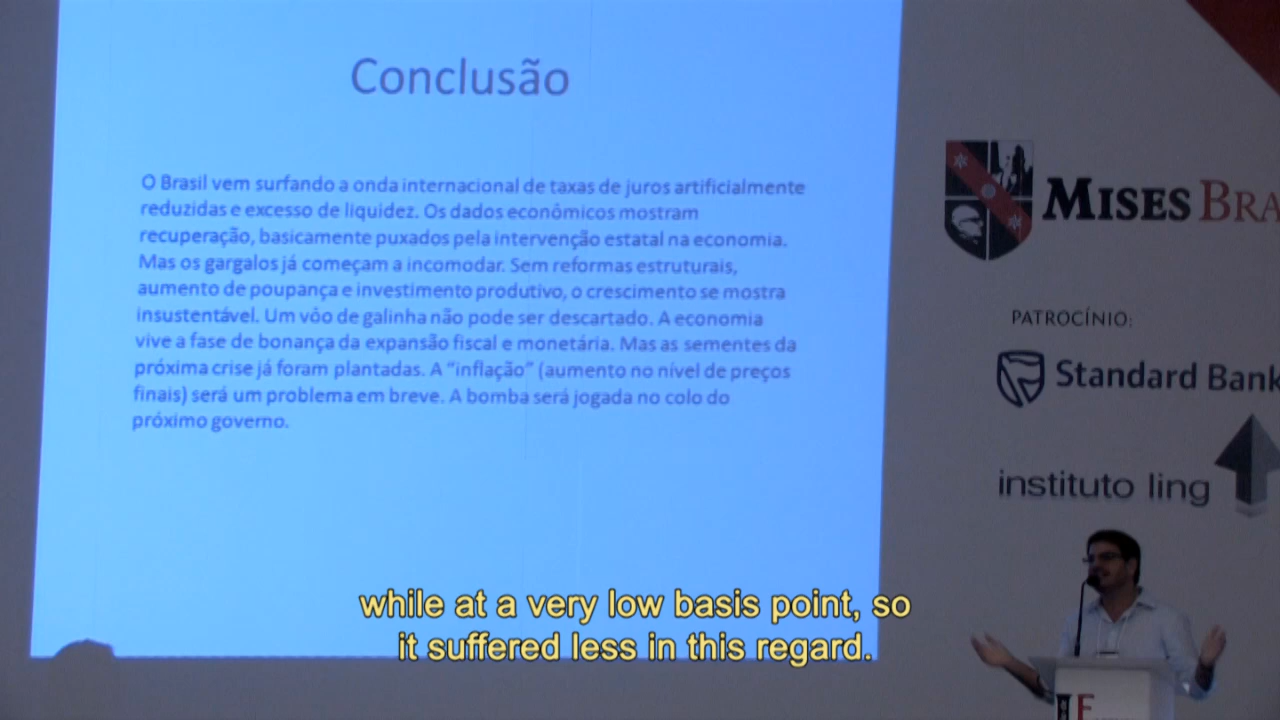 Conclusão
O Brasil vem surfando a onda internacional de taxas de juros artificialmente
reduzidas e excesso de liquidez. Os dados econômicos mostram
recuperação, basicamente puxados pela intervenção estatal na economia.
Mas os gargalos já começam a incomodar. Sem reformas estruturais,
aumento de poupança e investimento produtivo, o crescimento se mostra
insustentável. Um vôo de galinha não pode ser descartado. A economia
vive a fase de bonança da expansão fiscal e monetária. Mas as sementes da
próxima crise já foram plantadas. A "inflação" (aumento no nível de preços
finais) será um problema em breve. A bomba será jogada no colo do
próximo governo.
MISES BRA
PATROCÍNIO:
Standard Bank
instituto ling
while at a very low basis point, so
it suffered less in this regard.